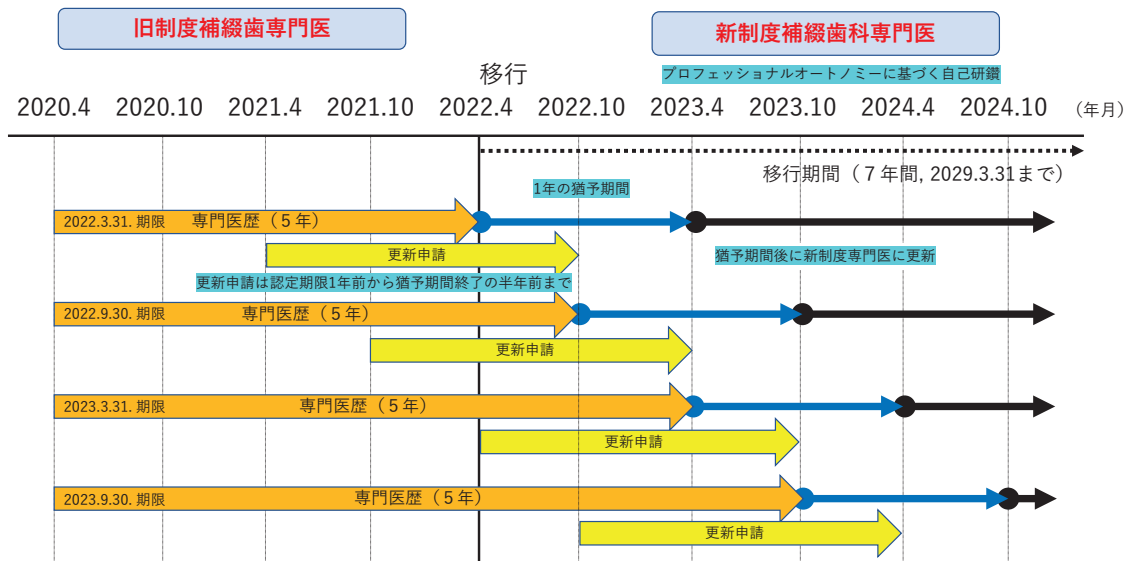 旧制度補綴歯専門医
新制度補綴歯科専門医
移行
プロフェッショナルオートノミーに基づく自己研鑽
2020.4 2020.10 2021.4 2021.10 2022.4 2022.10 2023.4 2023.10 2024.4 2024.10 (年月)
移行期間（７年間, 2029.3.31まで）
1年の猶予期間
2022.3.31. 期限 専門医歴（５年）
更新申請
猶予期間後に新制度専門医に更新
更新申請は認定期限1年前から猶予期間終了の半年前まで
2022.9.30. 期限 専門医歴（５年）
更新申請
2023.3.31. 期限 専門医歴（５年）
更新申請
2023.9.30. 期限 専門医歴（５年）
更新申請